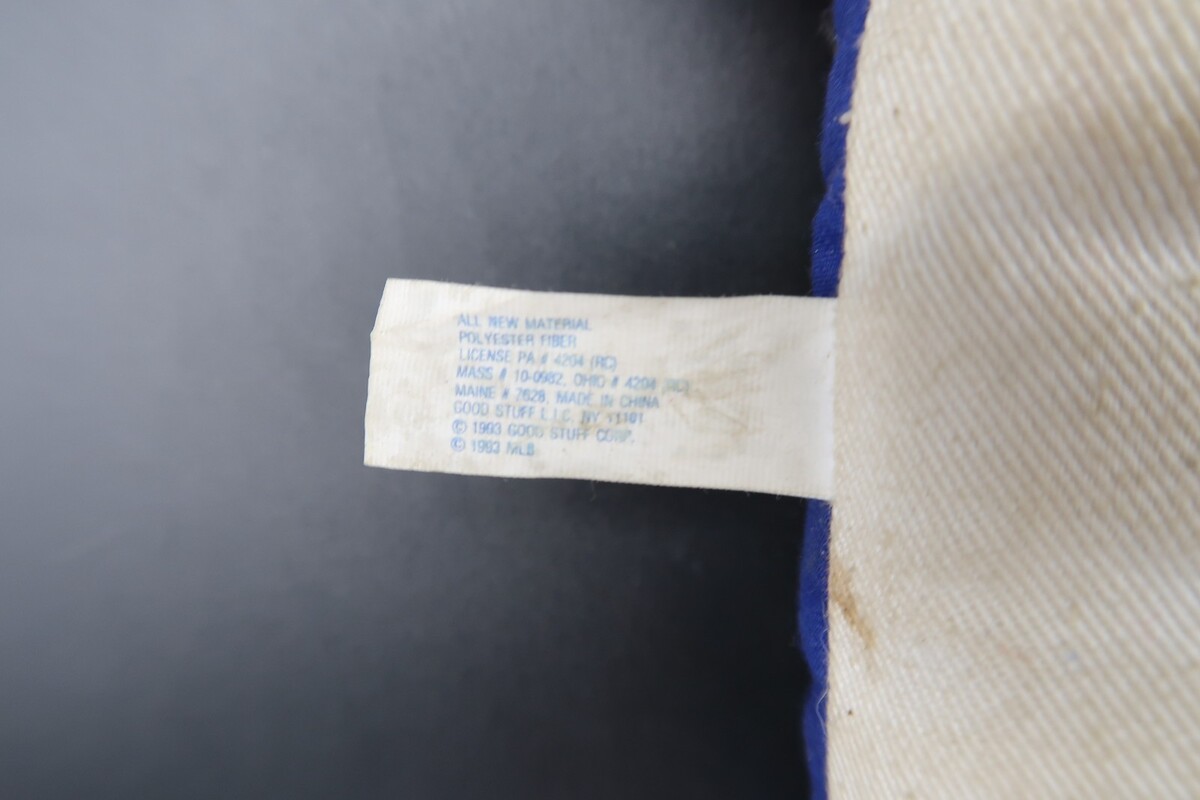 ALL NEW MATERIAL
POLYESTER FIBER
LICENSE PA # 4204 (RC)
MASS # 10-0982, OHIO # 4204 (RC)
MAINE # 7628, MADE IN CHINA
GOOD STUFF L.I.C. NY 11101
© 1993 GOOD STUFF CORP.
© 1993 MLB